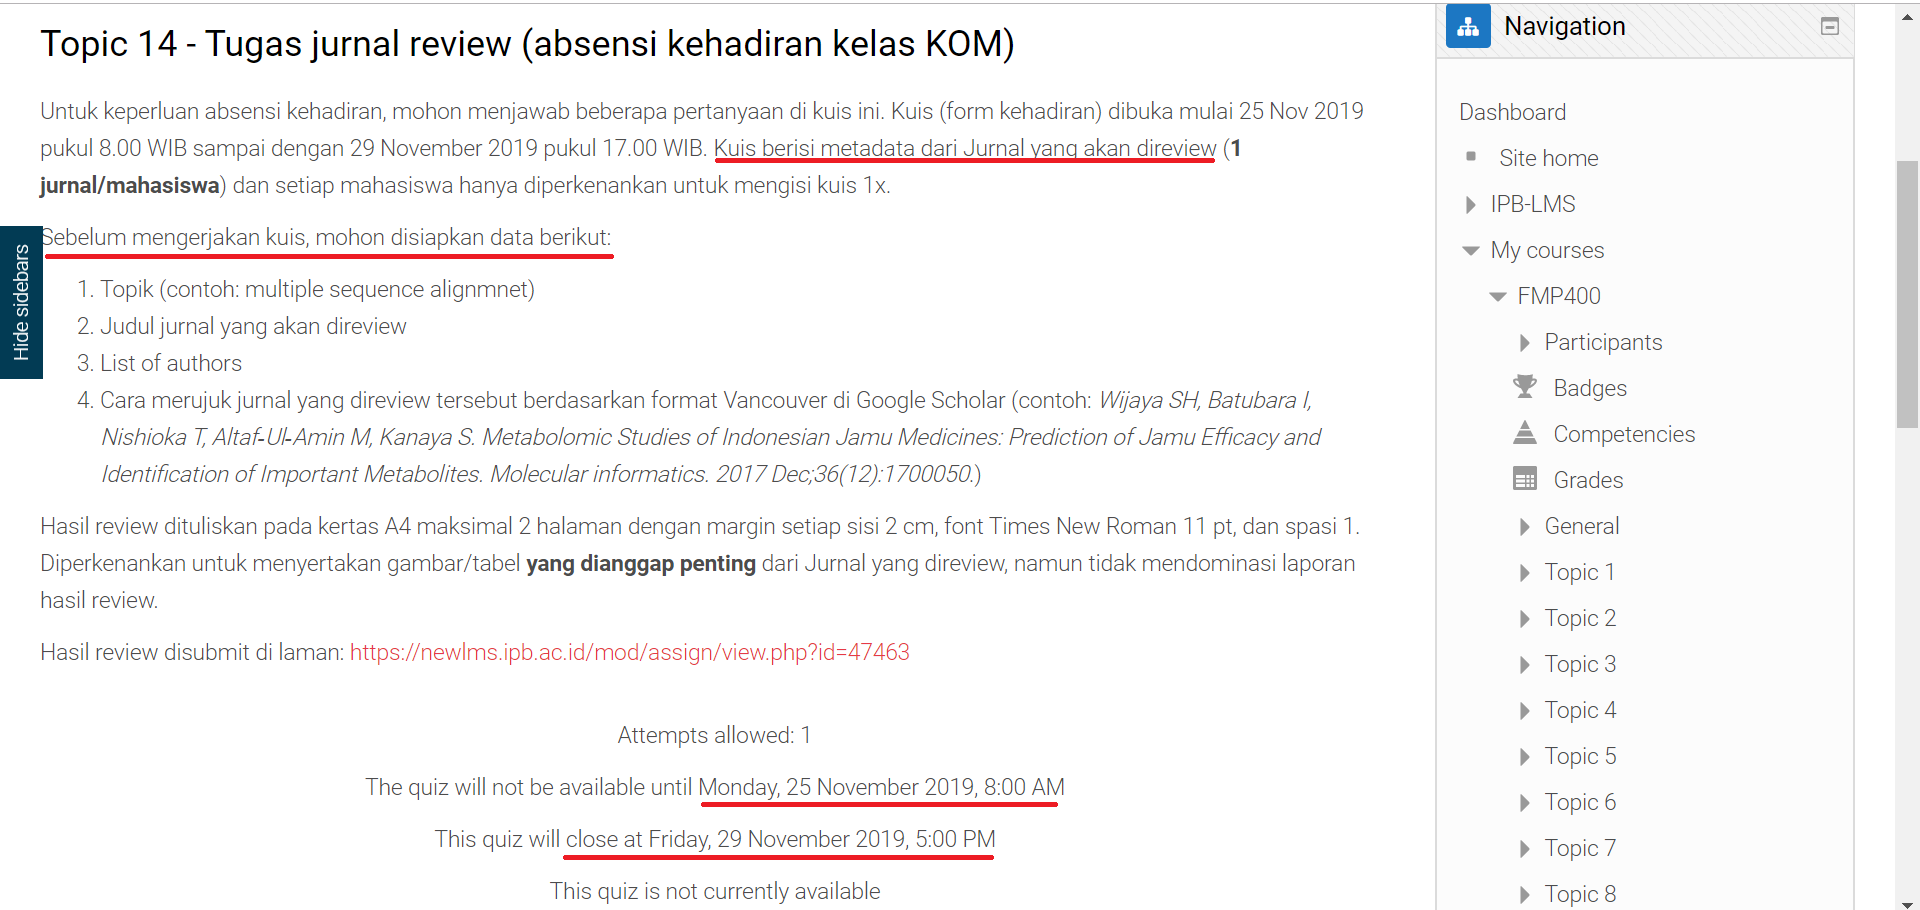 Topic 14 - Tugas jurnal review (absensi kehadiran kelas KOM)
Untuk keperluan absensi kehadiran, mohon menjawab beberapa pertanyaan di kuis ini. Kuis (form kehadiran) dibuka mulai 25 Nov 2019
pukul 8.00 WIB sampai dengan 29 November 2019 pukul 17.00 WIB. Kuis berisi metadata dari Jurnal yang akan direview (1
jurnal/mahasiswa) dan setiap mahasiswa hanya diperkenankan untuk mengisi kuis 1x.
Sebelum mengerjakan kuis, mohon disiapkan data berikut:
1. Topik (contoh: multiple sequence alignmnet)
2. Judul jurnal yang akan direview
3. List of authors
4. Cara merujuk jurnal yang direview tersebut berdasarkan format Vancouver di Google Scholar (contoh: Wijaya SH, Batubara I,
Nishioka T, Altaf‐Ul‐Amin M, Kanaya S. Metabolomic Studies of Indonesian Jamu Medicines: Prediction of Jamu Efficacy and
Identification of Important Metabolites. Molecular informatics. 2017 Dec;36(12):1700050.)
Hasil review dituliskan pada kertas A4 maksimal 2 halaman dengan margin setiap sisi 2 cm, font Times New Roman 11 pt, dan spasi 1.
Diperkenankan untuk menyertakan gambar/tabel yang dianggap penting dari Jurnal yang direview, namun tidak mendominasi laporan
hasil review.
Hasil review disubmit di laman: https://newlms.ipb.ac.id/mod/assign/view.php?id=47463
Attempts allowed: 1
The quiz will not be available until Monday, 25 November 2019, 8:00 AM
This quiz will close at Friday, 29 November 2019, 5:00 PM
This quiz is not currently available
Hide sidebars
Navigation
Dashboard
Site home
IPB-LMS
My courses
FMP400
Participants
Badges
Competencies
Grades
General
Topic 1
Topic 2
Topic 3
Topic 4
Topic 5
Topic 6
Topic 7
Topic 8